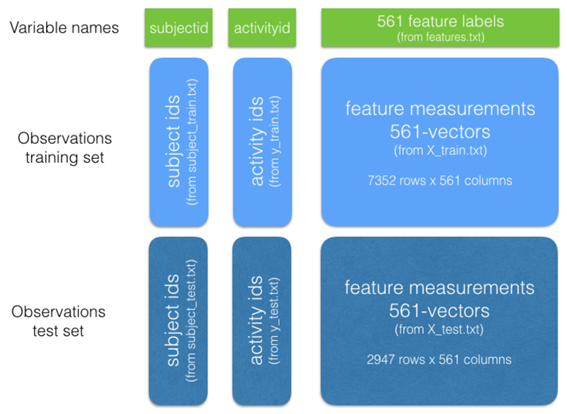 Variable names
subjectid
activityid
561 feature labels
(from features.txt)
Observations
training set
subject ids
(from subject_train.txt)
activity ids
(from y_train.txt)
feature measurements
561-vectors
(from X_train.txt)
7352 rows x 561 columns
Observations
test set
subject ids
(from subject_test.txt)
activity ids
(from y_test.txt)
feature measurements
561-vectors
(from X_test.txt)
2947 rows x 561 columns